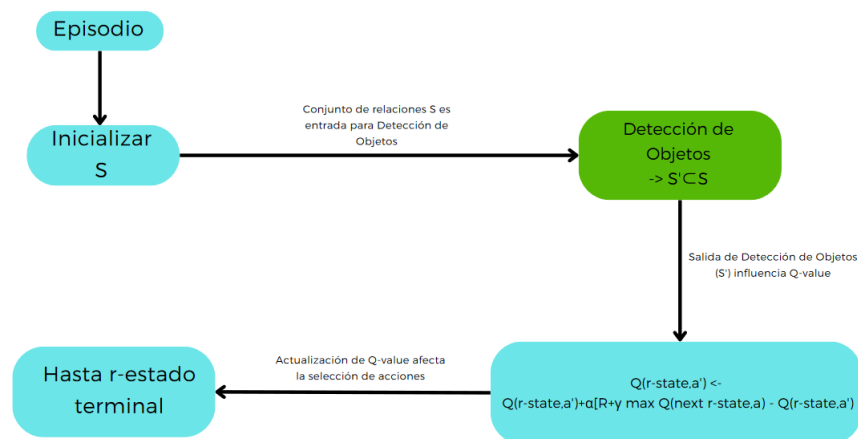 Episodio
Inicializar
S
Conjunto de relaciones S es
entrada para Detección de
Objetos
Detección de
Objetos
-> S'⊂S
Salida de Detección de Objetos
(S') influencia Q-value
Q(r-state,a') <-
Q(r-state,a')+α[R+γ max Q(next r-state,a) - Q(r-state,a')
Actualización de Q-value afecta
la selección de acciones
Hasta r-estado
terminal